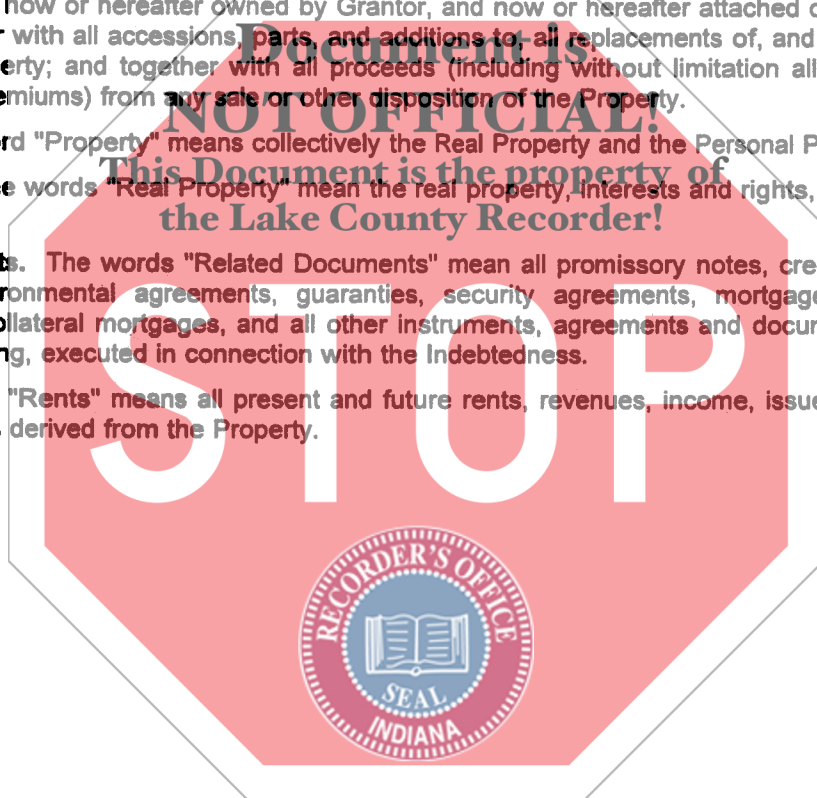 now or hereafter owned by Grantor, and now or hereafter attached
with all accessions, parts, and additions to, all replacements of, and
erty; and together with all proceeds (including without limitation all
emiums) from any sale or other disposition of the Property.
Document is
NOT OFFICIAL!
rd "Property" means collectively the Real Property and the Personal P
This Document is the property of
the Lake County Recorder!
e words "Real Property" mean the real property, interests and rights,
ts. The words "Related Documents" mean all promissory notes, cre
ronmental agreements, guaranties, security agreements, mortgage
ollateral mortgages, and all other instruments, agreements and docum
ng, executed in connection with the Indebtedness.
"Rents" means all present and future rents, revenues, income, issue
derived from the Property.
STOP
RECORDER'S OFFICE
SEAL
INDIANA